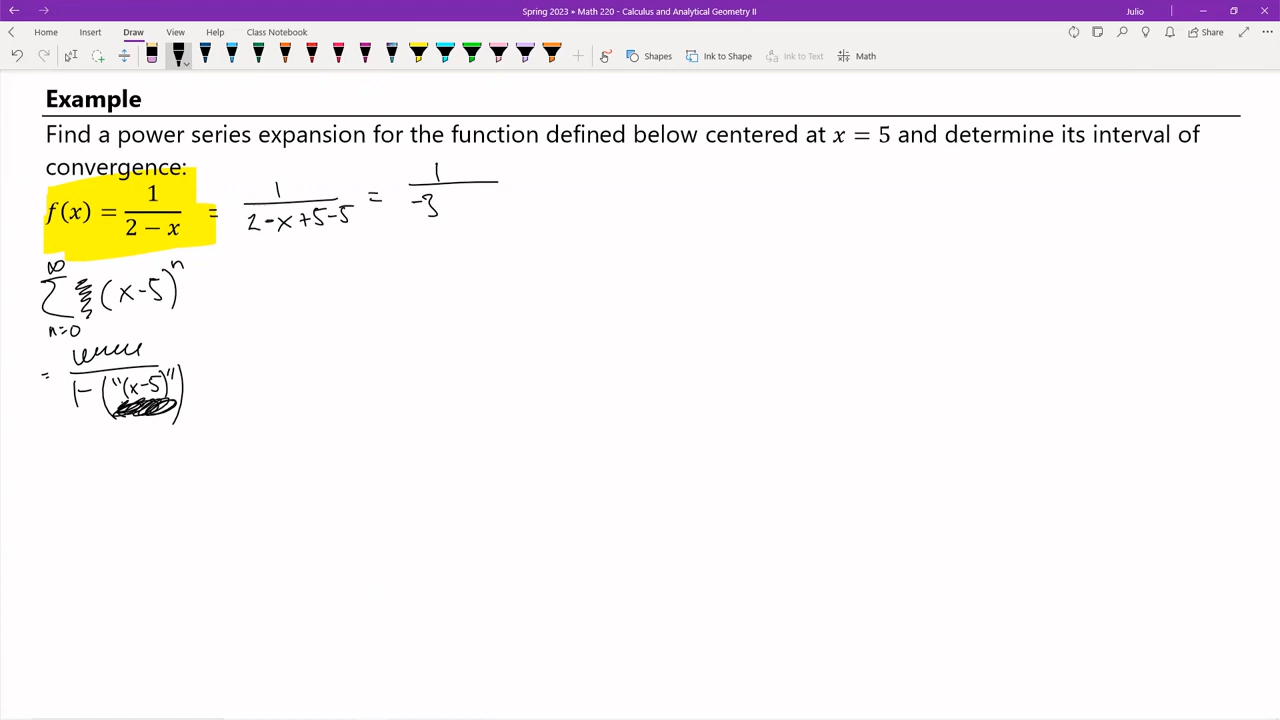 Spring 2023 » Math 220 - Calculus and Analytical Geometry II
Julio
Home Insert Draw View Help Class Notebook
Share
Shapes Ink to Shape Ink to Text Math
Example
Find a power series expansion for the function defined below centered at x = 5 and determine its interval of
convergence:
f(x) = 1/(2 − x) = 1/(2-x+5-5) = 1/-3
∞
∑ (x-5)^n
n=0
= 1-("(x-5)")